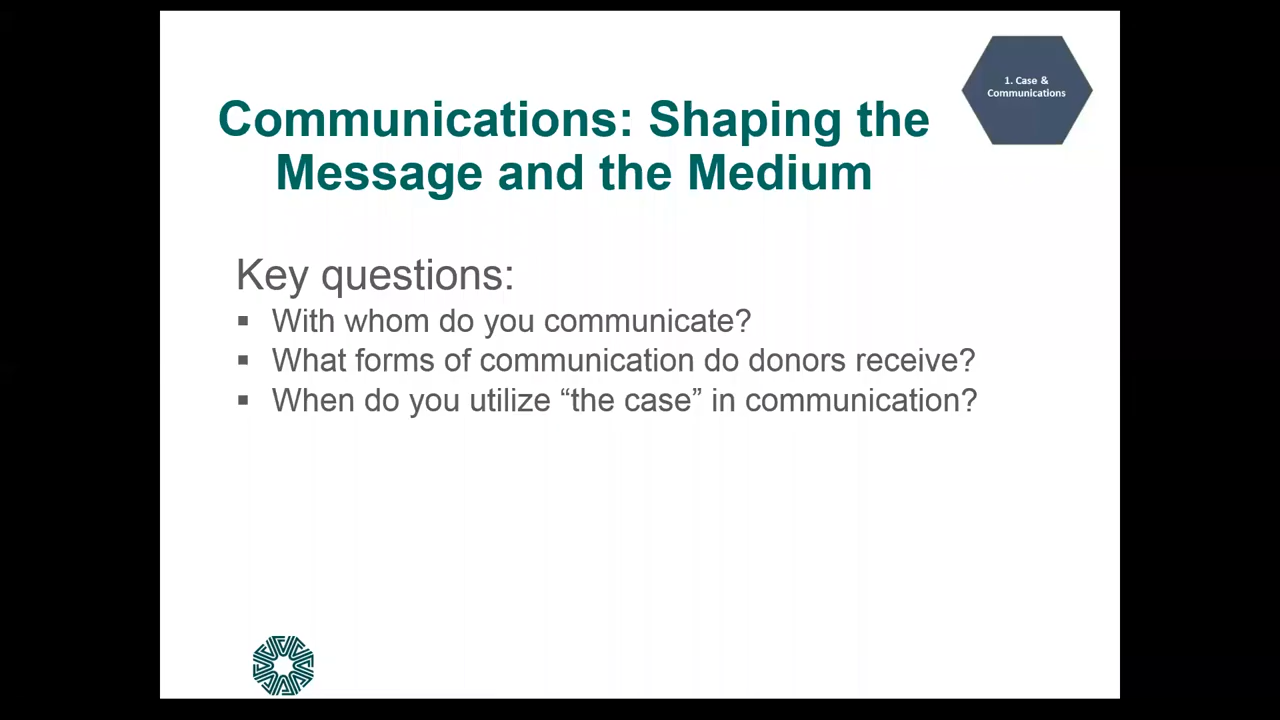 1. Case &
Communications
Communications: Shaping the
Message and the Medium
Key questions:
▪ With whom do you communicate?
▪ What forms of communication do donors receive?
▪ When do you utilize “the case” in communication?